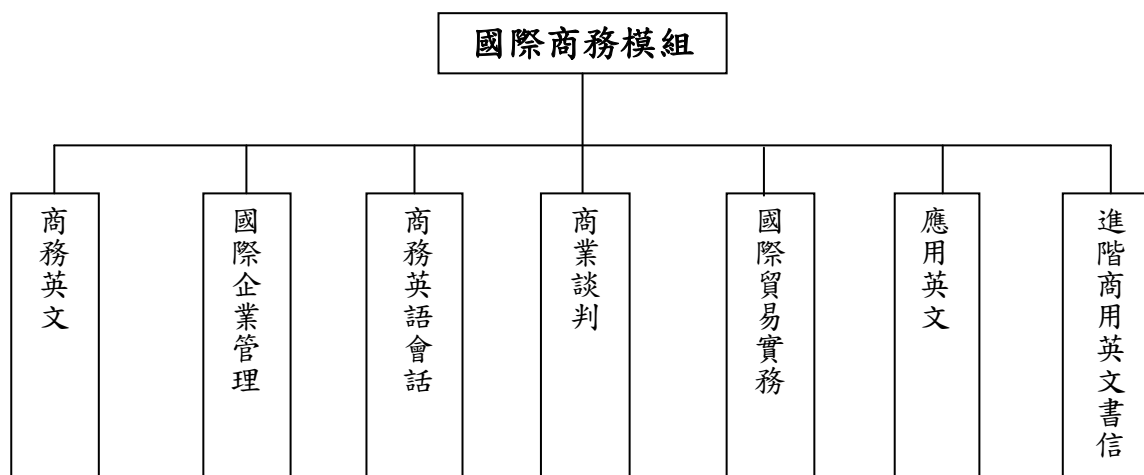 國際商務模組
商務英文
國際企業管理
商務英語會話
商業談判
國際貿易實務
應用英文
進階商用英文書信